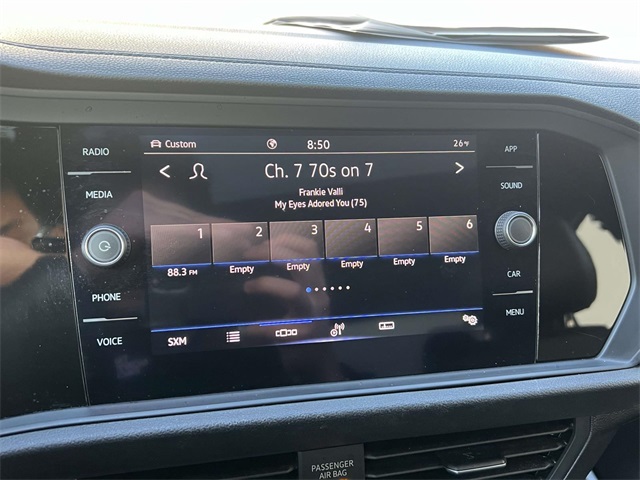 RADIO
MEDIA
PHONE
VOICE
Custom 8:50 26°F
< Ch. 7 70s on 7 >
Frankie Valli
My Eyes Adored You (75)
1 2 3 4 5 6
88.3 FM Empty Empty Empty Empty Empty
SXM
APP
SOUND
CAR
MENU
PASSENGER
AIR BAG